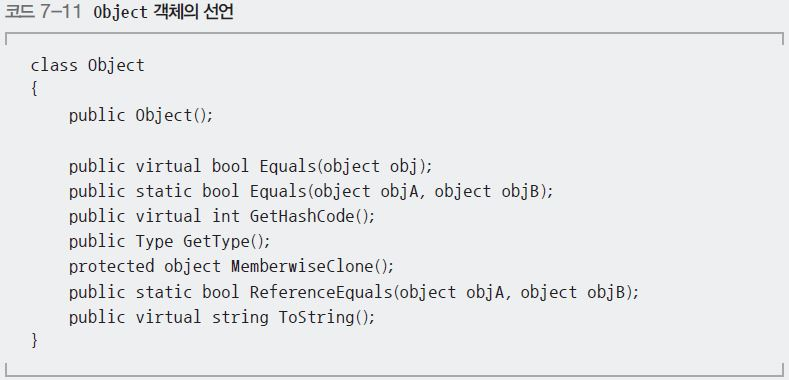 코드 7-11 Object 객체의 선언
class Object
{
public Object();
public virtual bool Equals(object obj);
public static bool Equals(object objA, object objB);
public virtual int GetHashCode();
public Type GetType();
protected object MemberwiseClone();
public static bool ReferenceEquals(object objA, object objB);
public virtual string ToString();
}